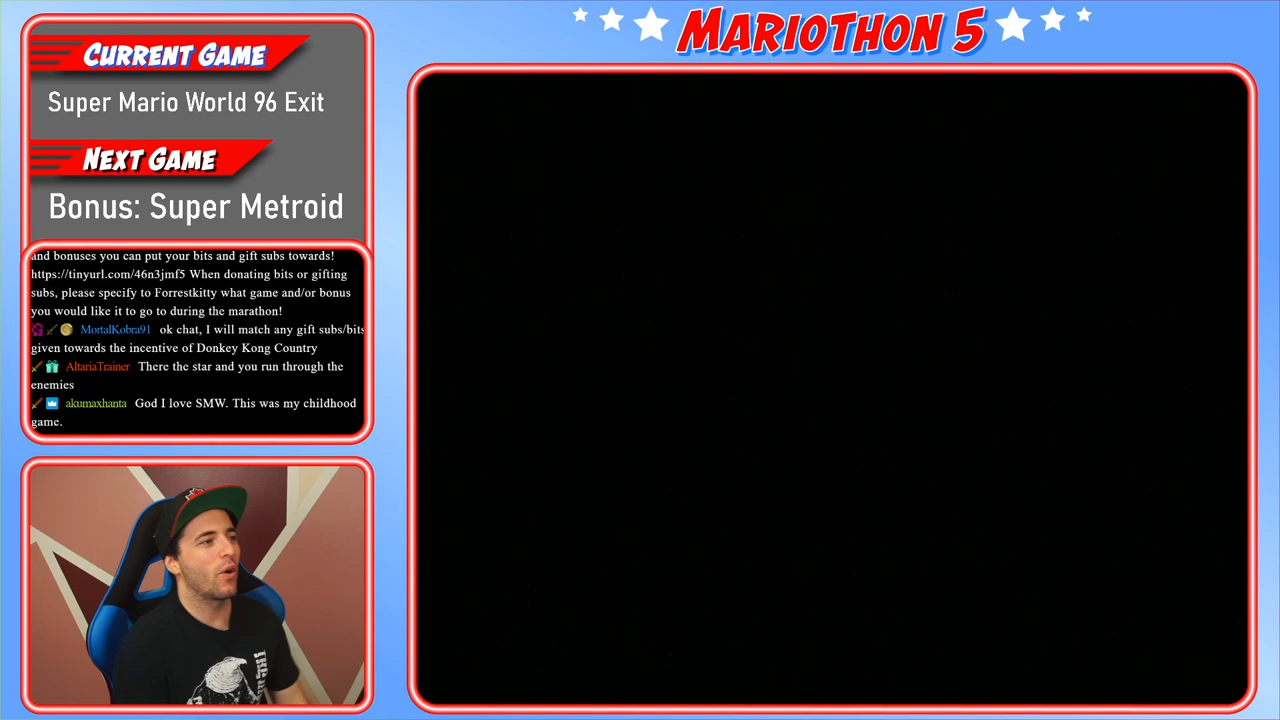 MARIOTHON 5
CURRENT GAME
Super Mario World 96 Exit
NEXT GAME
Bonus: Super Metroid
and bonuses you can put your bits and gift subs towards!
https://tinyurl.com/46n3jmf5 When donating bits or gifting
subs, please specify to Forrestkitty what game and/or bonus
you would like it to go to during the marathon!
MortalKobra91 ok chat, I will match any gift subs/bits
given towards the incentive of Donkey Kong Country
AltariaTrainer There the star and you run through the
enemies
akumaxhanta God I love SMW. This was my childhood
game.